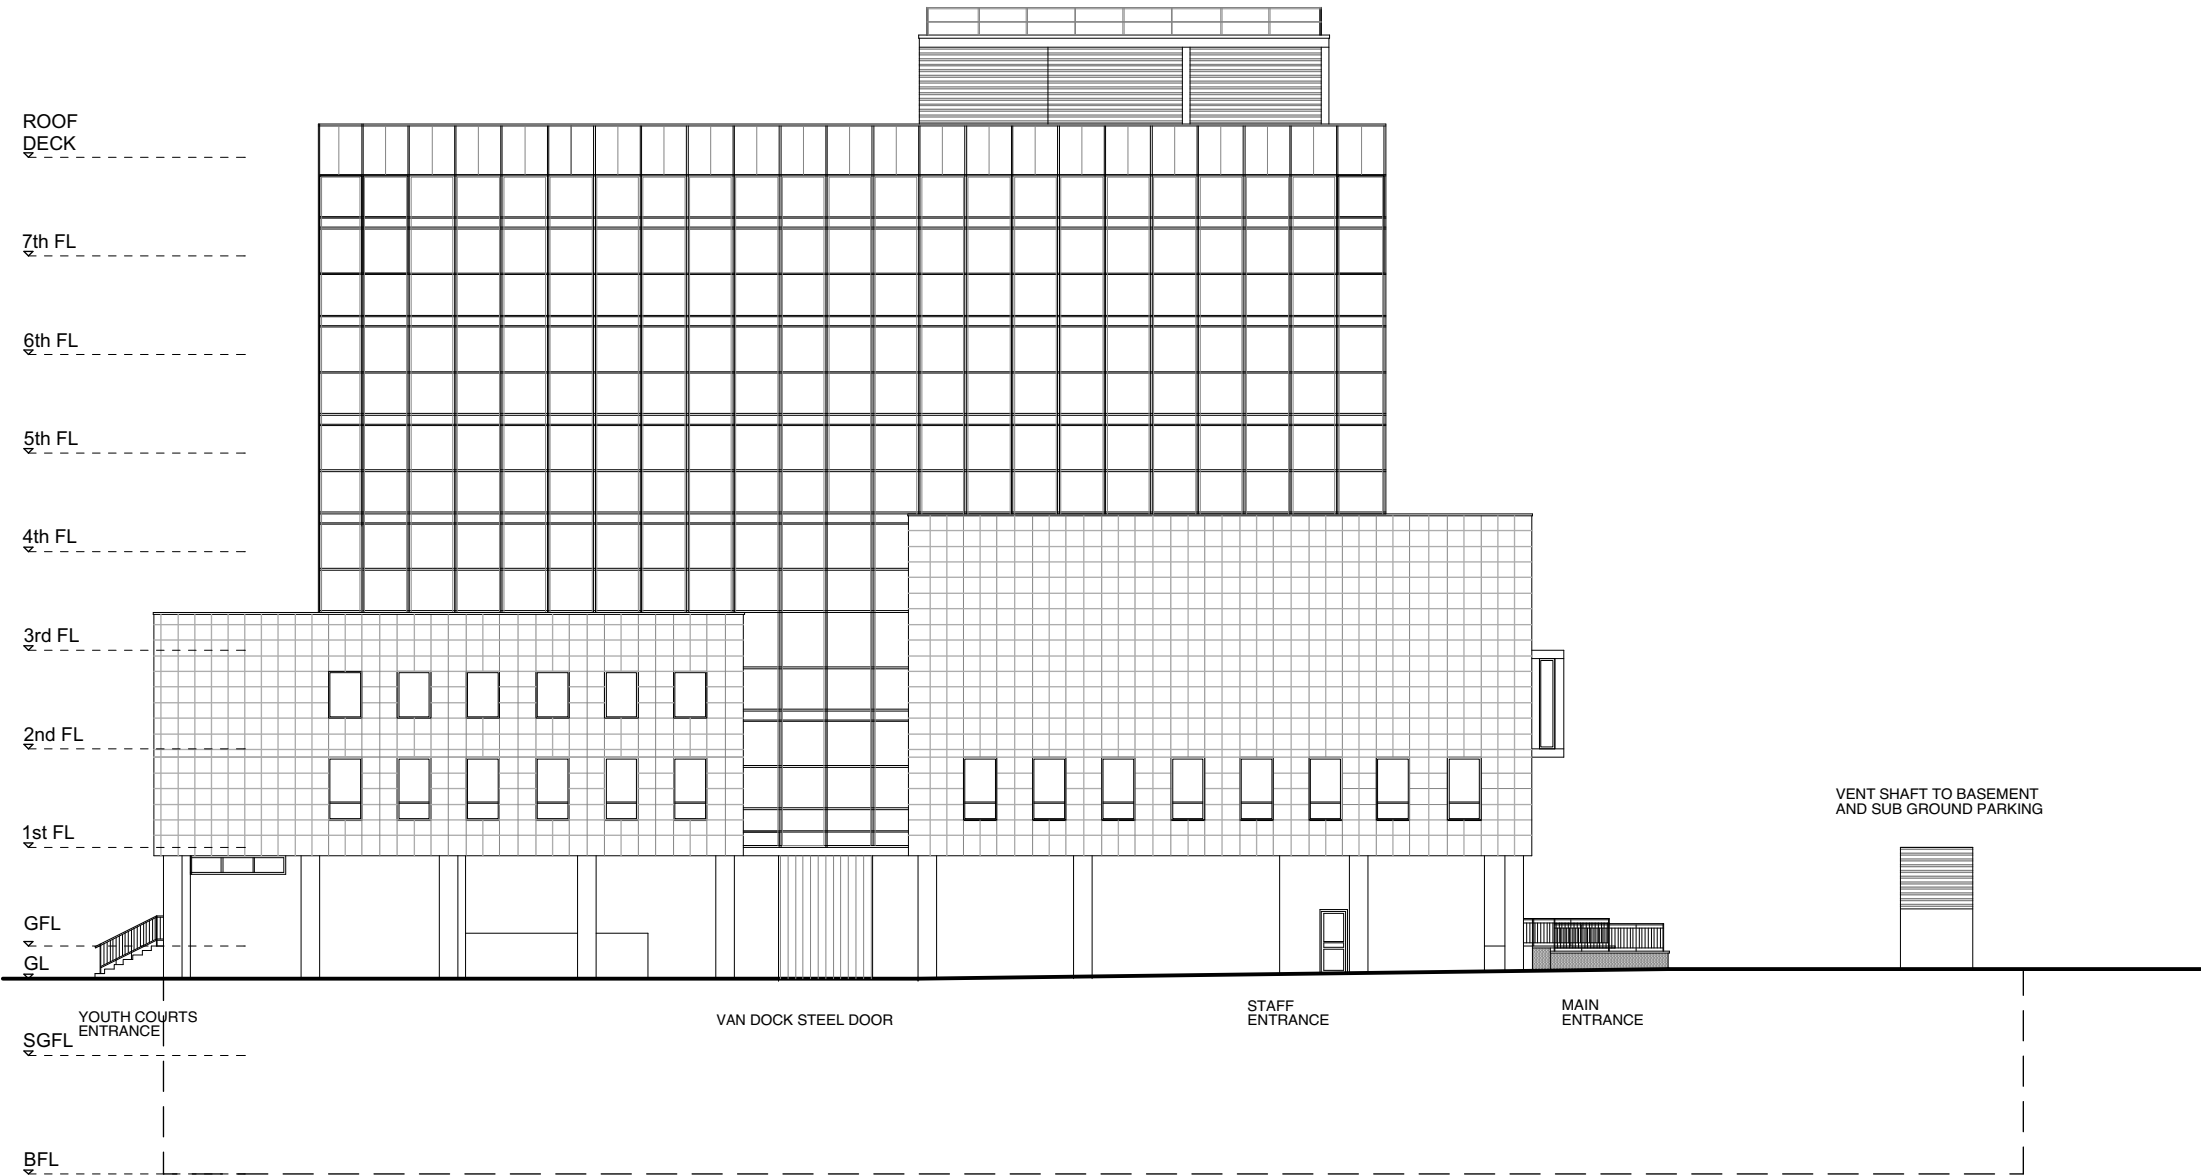 ROOF
DECK
7th FL
6th FL
5th FL
4th FL
3rd FL
2nd FL
VENT SHAFT TO BASEMENT
AND SUB GROUND PARKING
1st FL
GFL
GL
YOUTH COURTS
ENTRANCE
VAN DOCK STEEL DOOR
STAFF
ENTRANCE
MAIN
ENTRANCE
SGFL
BFL